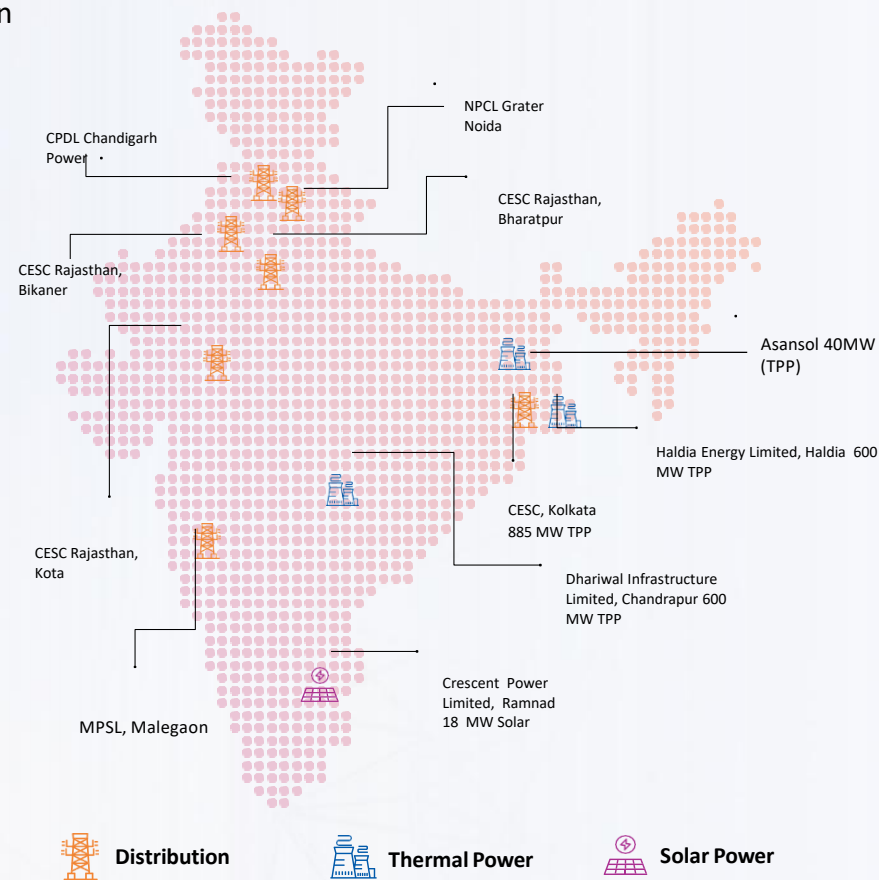 n
NPCL Grater
Noida
CPDL Chandigarh
Power
CESC Rajasthan,
Bharatpur
CESC Rajasthan,
Bikaner
Asansol 40MW
(TPP)
Haldia Energy Limited, Haldia 600
MW TPP
CESC, Kolkata
885 MW TPP
CESC Rajasthan,
Kota
Dhariwal Infrastructure
Limited, Chandrapur 600
MW TPP
Crescent Power
Limited, Ramnad
18 MW Solar
MPSL, Malegaon
Distribution
Thermal Power
Solar Power